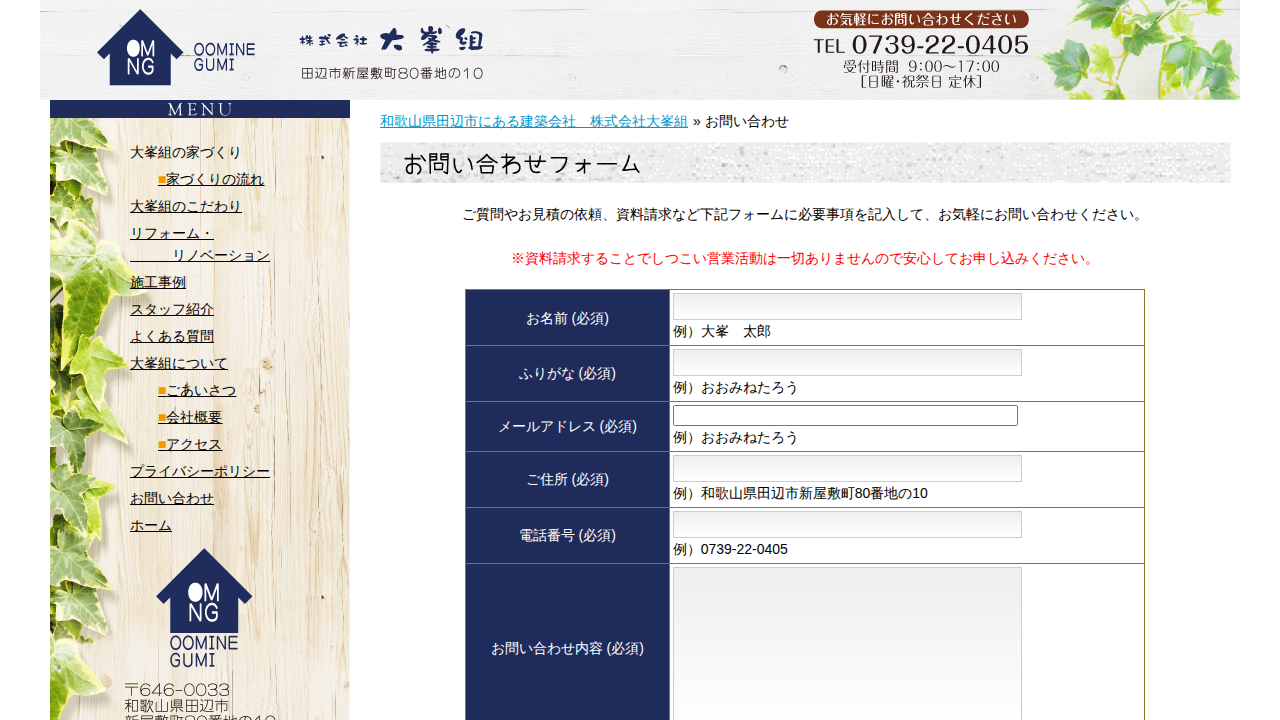 OM
NG
OOMINE
GUMI
株式会社 大峯組
田辺市新屋敷町80番地の10
お気軽にお問い合わせください
TEL 0739-22-0405
受付時間 9:00〜17:00
[日曜・祝祭日 定休]
MENU
大峯組の家づくり
■家づくりの流れ
大峯組のこだわり
リフォーム・
リノベーション
施工事例
スタッフ紹介
よくある質問
大峯組について
■ごあいさつ
■会社概要
■アクセス
プライバシーポリシー
お問い合わせ
ホーム
OM
NG
OOMINE
GUMI
〒646-0033
和歌山県田辺市
新屋敷町80番地の10
和歌山県田辺市にある建築会社　株式会社大峯組 » お問い合わせ
お問い合わせフォーム
ご質問やお見積の依頼、資料請求など下記フォームに必要事項を記入して、お気軽にお問い合わせください。
※資料請求することでしつこい営業活動は一切ありませんので安心してお申し込みください。
お名前 (必須)
例）大峯　太郎
ふりがな (必須)
例）おおみねたろう
メールアドレス (必須)
例）おおみねたろう
ご住所 (必須)
例）和歌山県田辺市新屋敷町80番地の10
電話番号 (必須)
例）0739-22-0405
お問い合わせ内容 (必須)